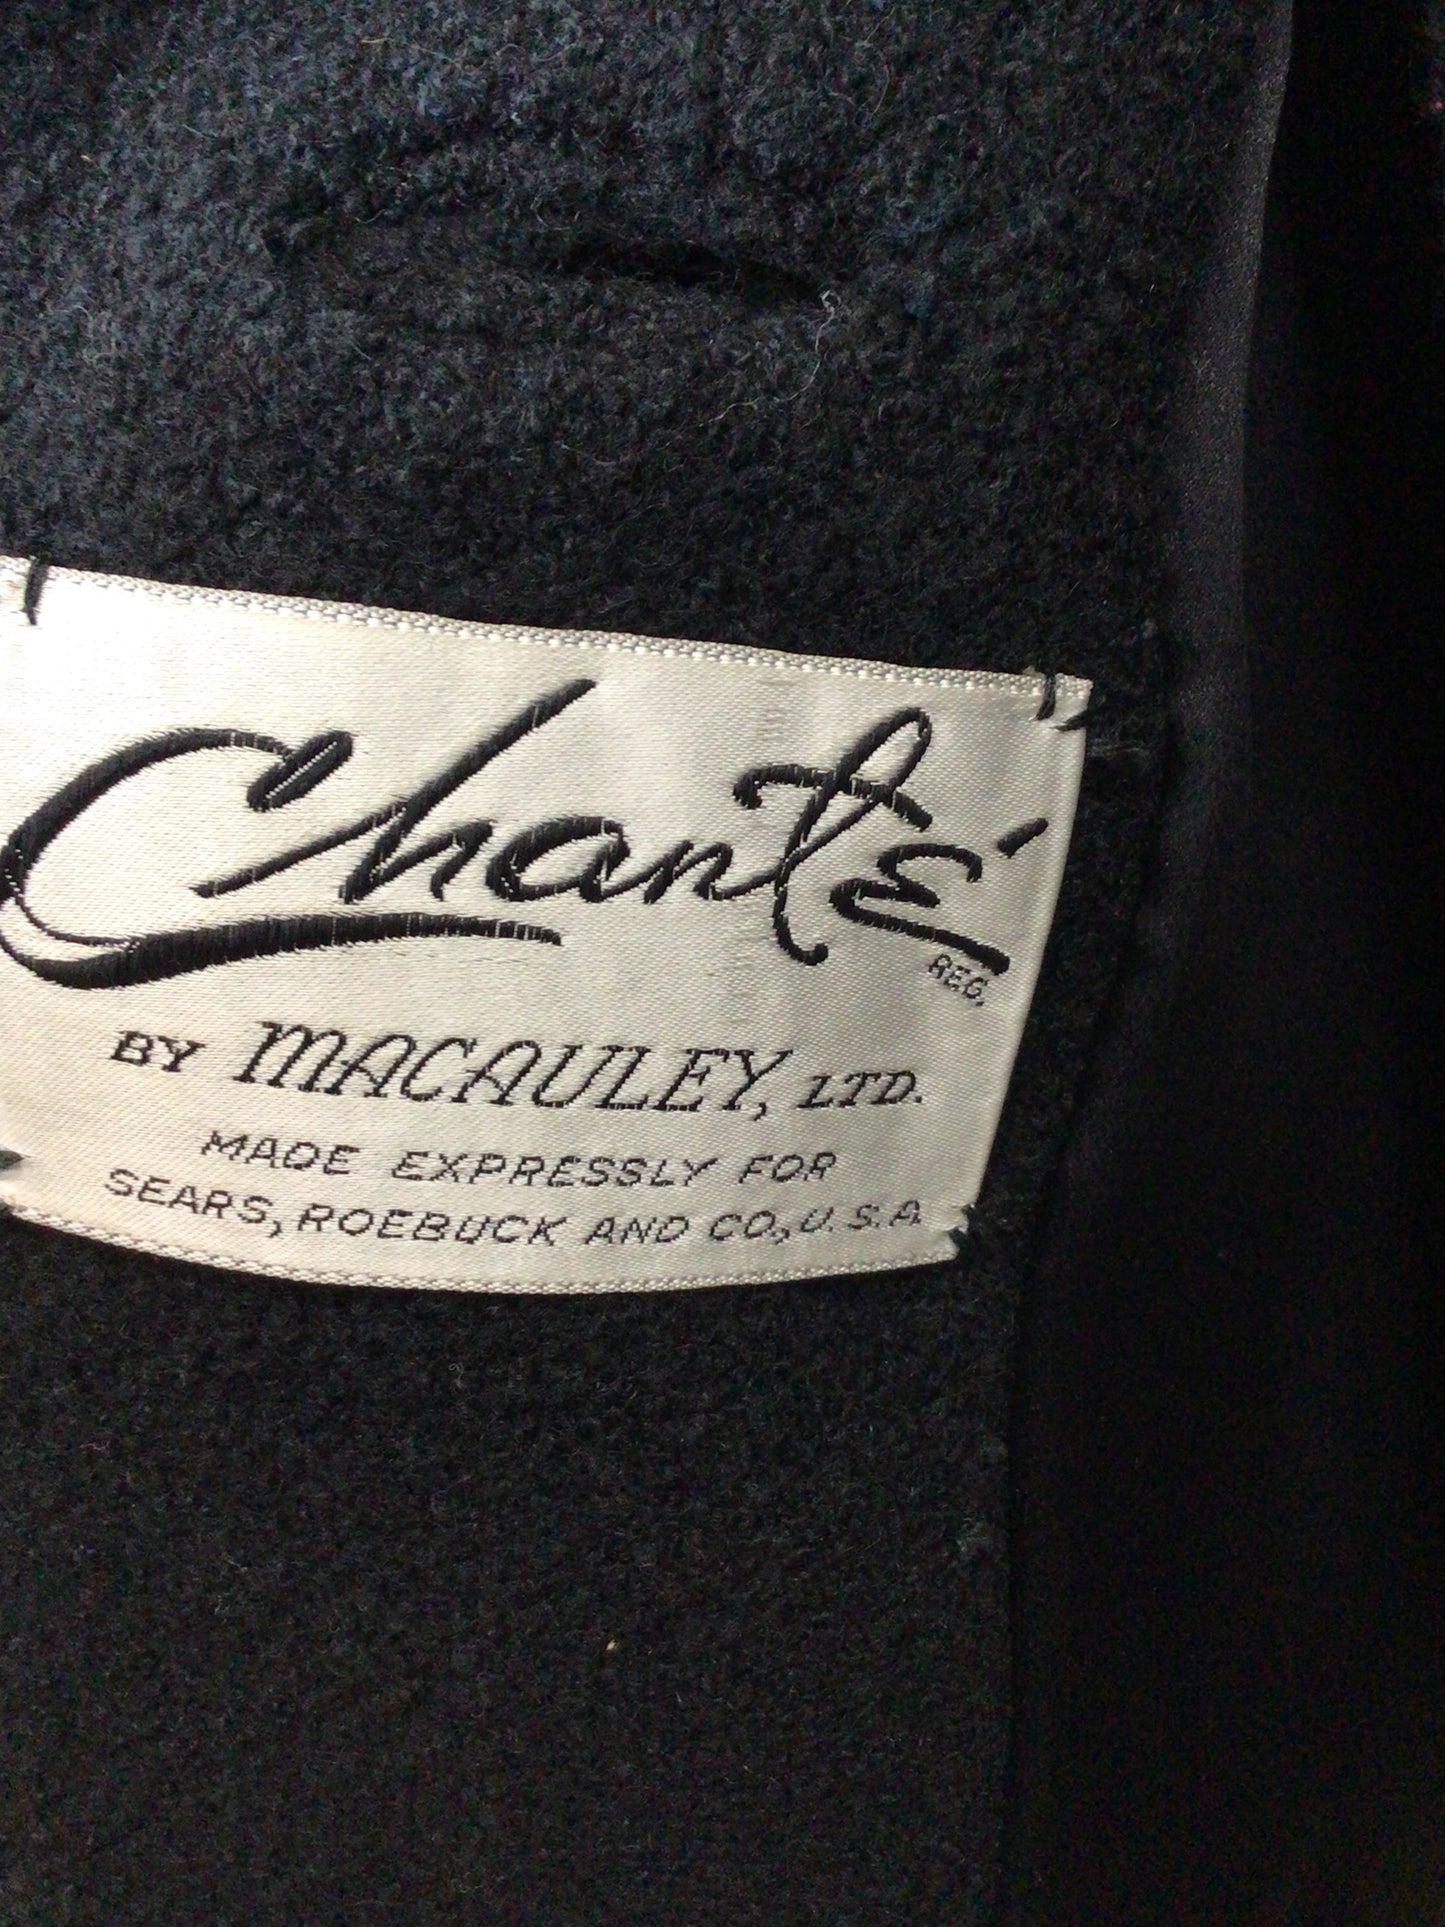 Chanté
REG.
BY MACAULEY, LTD.
MADE EXPRESSLY FOR
SEARS, ROEBUCK AND CO., U.S.A.